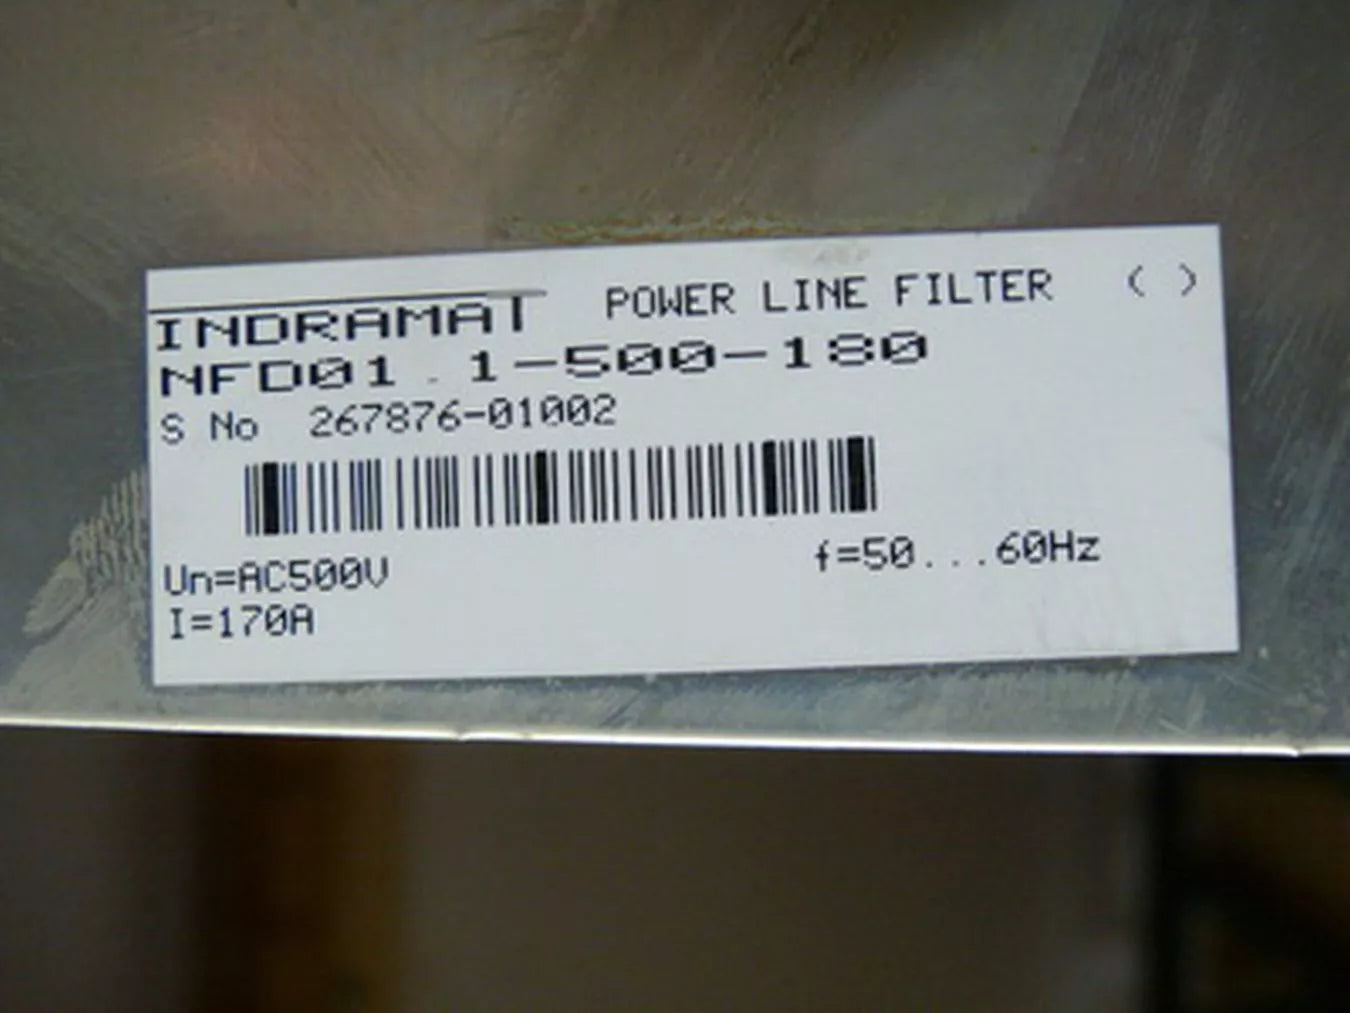 INDRAMAT POWER LINE FILTER ( )
NFD01.1-500-180
S No 267876-01002
Un=AC500V f=50...60Hz
I=170A